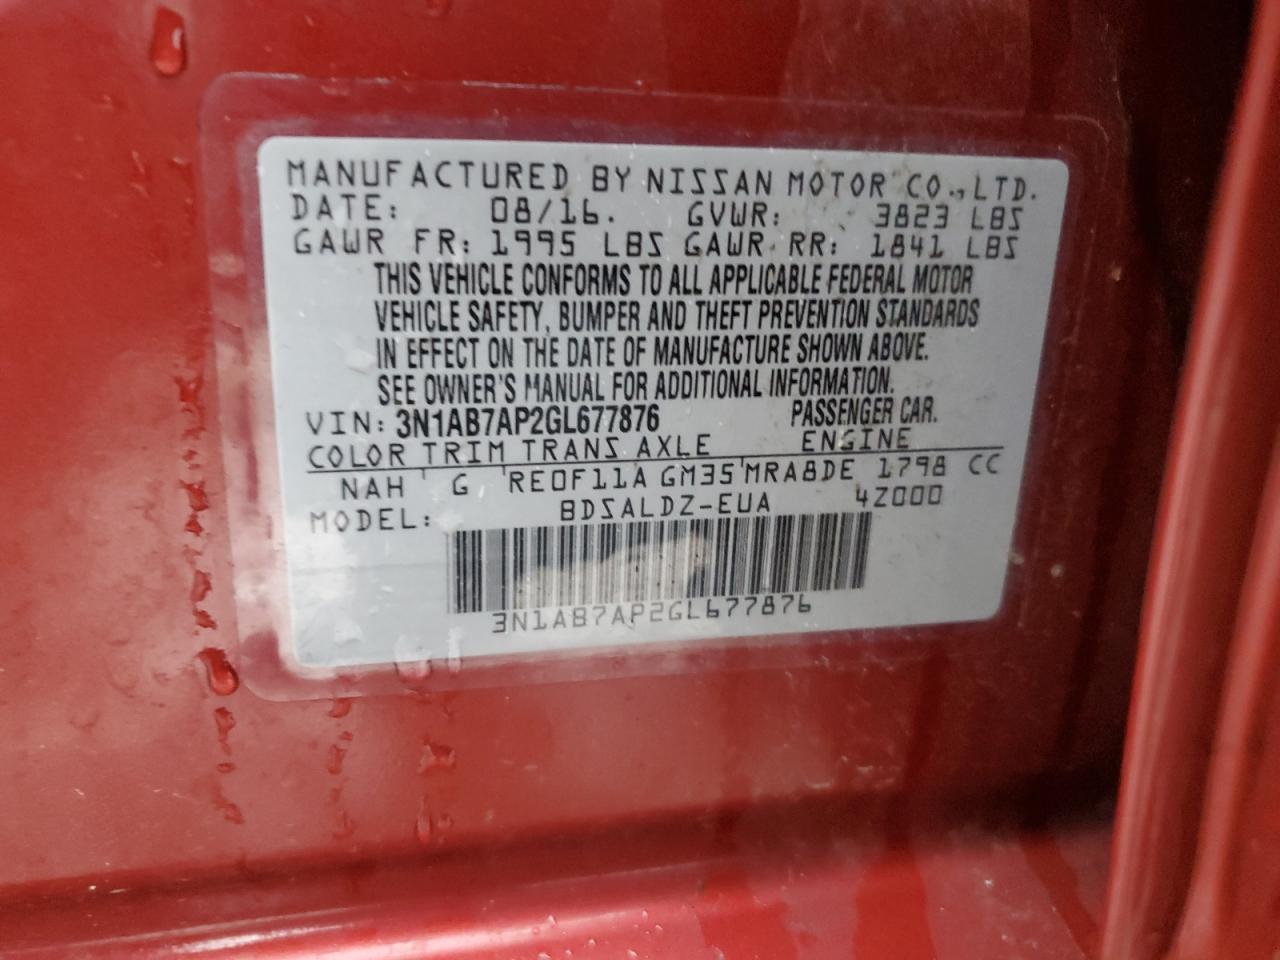 MANUFACTURED BY NISSAN MOTOR CO., LTD.
DATE: 08/16. GVWR: 3823 LBS
GAWR FR: 1995 LBS GAWR RR: 1841 LBS
THIS VEHICLE CONFORMS TO ALL APPLICABLE FEDERAL MOTOR
VEHICLE SAFETY, BUMPER AND THEFT PREVENTION STANDARDS
IN EFFECT ON THE DATE OF MANUFACTURE SHOWN ABOVE.
SEE OWNER'S MANUAL FOR ADDITIONAL INFORMATION.
VIN: 3N1AB7AP2GL677876 PASSENGER CAR.
COLOR TRIM TRANS AXLE ENGINE
NAH G RE0F11A GM35 MRA8DE 1798 CC
MODEL: BDSALDZ-EUA 4Z000
3N1AB7AP2GL677876